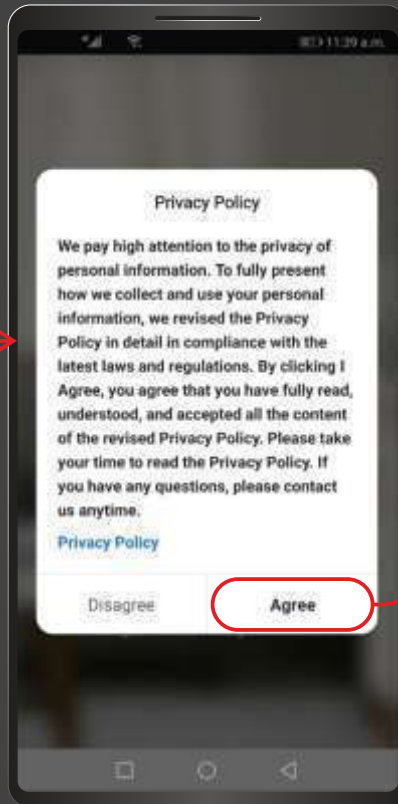 11:39 a.m.
Privacy Policy
We pay high attention to the privacy of
personal information. To fully present
how we collect and use your personal
information, we revised the Privacy
Policy in detail in compliance with the
latest laws and regulations. By clicking I
Agree, you agree that you have fully read,
understood, and accepted all the content
of the revised Privacy Policy. Please take
your time to read the Privacy Policy. If
you have any questions, please contact
us anytime.
Privacy Policy
Disagree
Agree